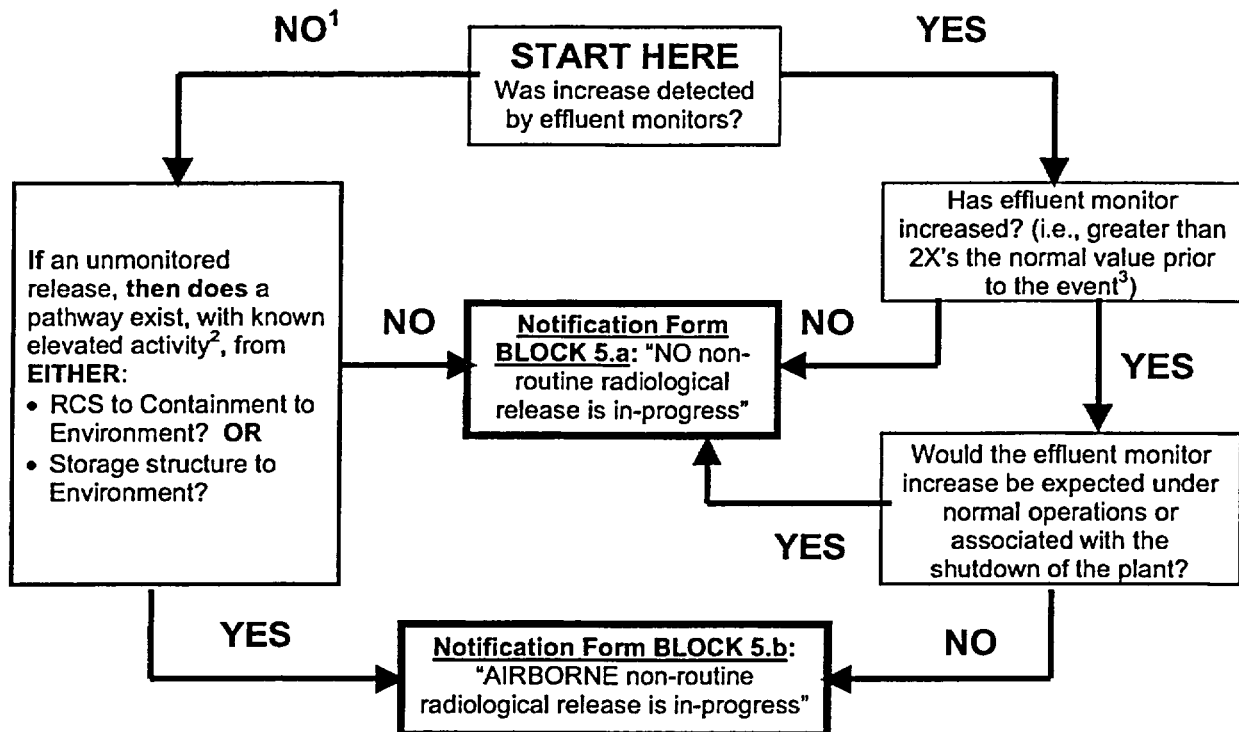 NO¹
YES
START HERE
Was increase detected
by effluent monitors?
If an unmonitored
release, then does a
pathway exist, with known
elevated activity², from
EITHER:
• RCS to Containment to
Environment? OR
• Storage structure to
Environment?
NO
Notification Form
BLOCK 5.a: "NO non-
routine radiological
release is in-progress"
NO
Has effluent monitor
increased? (i.e., greater than
2X's the normal value prior
to the event³)
YES
Would the effluent monitor
increase be expected under
normal operations or
associated with the
shutdown of the plant?
YES
YES
Notification Form BLOCK 5.b:
"AIRBORNE non-routine
radiological release is in-progress"
NO